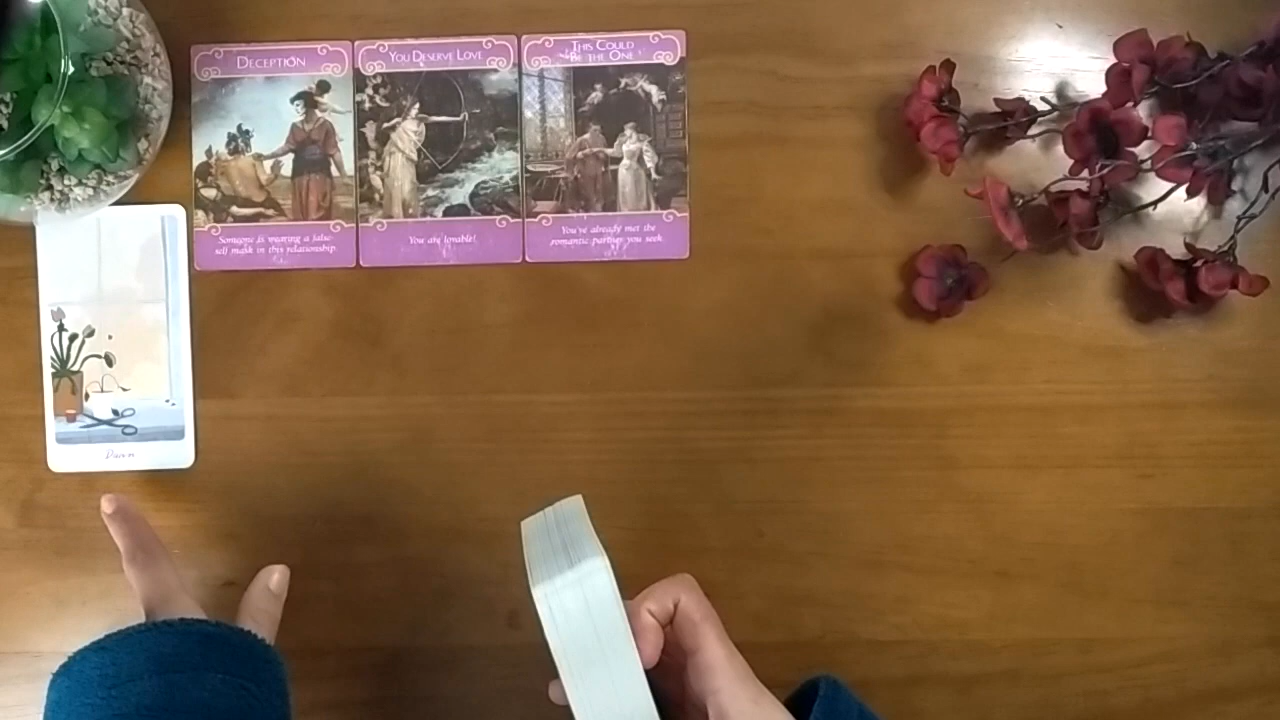 DECEPTION
YOU DESERVE LOVE
THIS COULD
BE THE ONE
Someone is wearing a false-
self mask in this relationship.
You are lovable!
You've already met the
romantic partner you seek.
Dawn